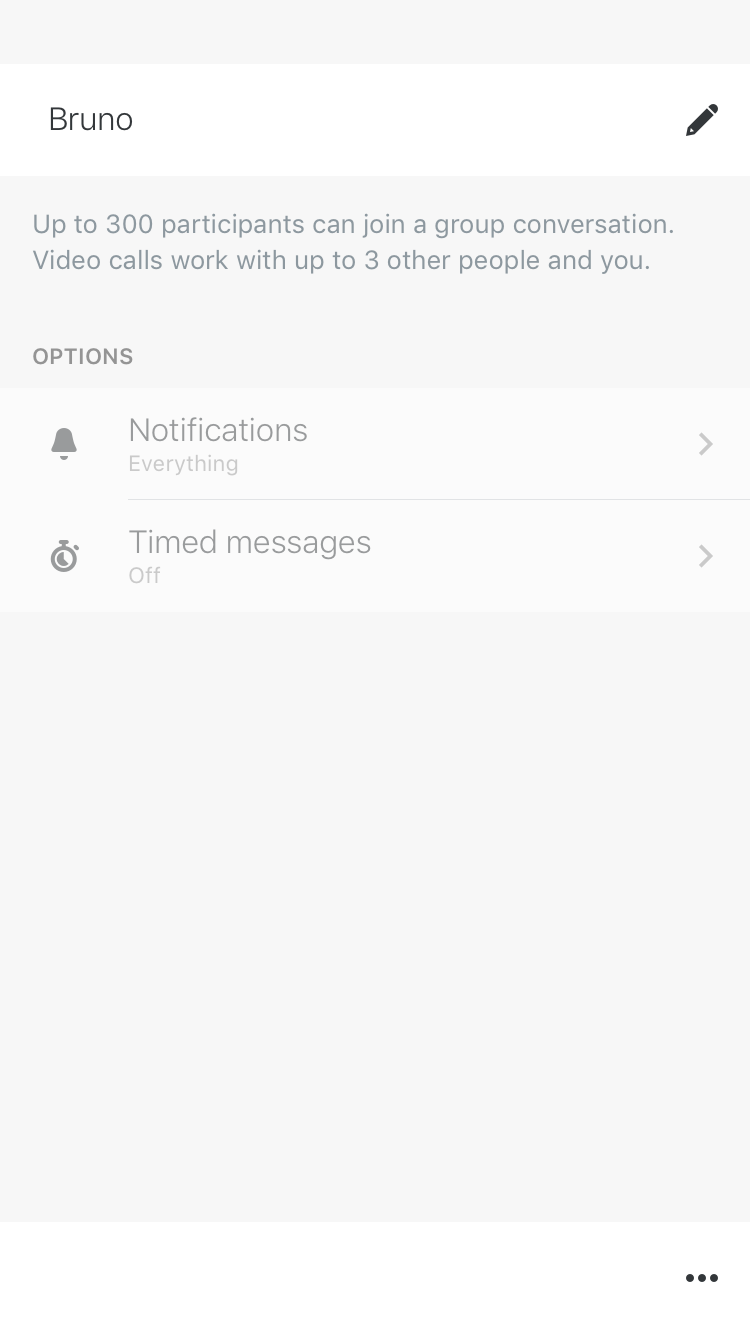 Bruno
Up to 300 participants can join a group conversation.
Video calls work with up to 3 other people and you.
OPTIONS
Notifications
Everything
Timed messages
Off